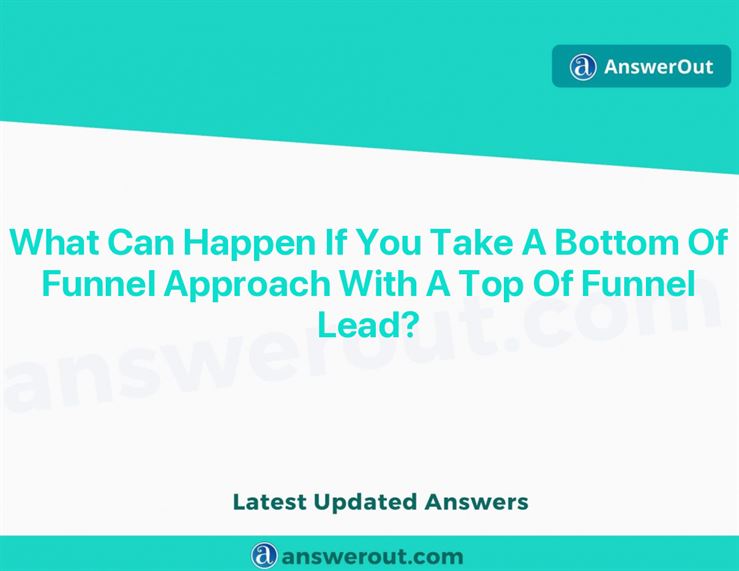 AnswerOut
What Can Happen If You Take A Bottom Of
Funnel Approach With A Top Of Funnel
Lead?
answerout.com
Latest Updated Answers
answerout.com